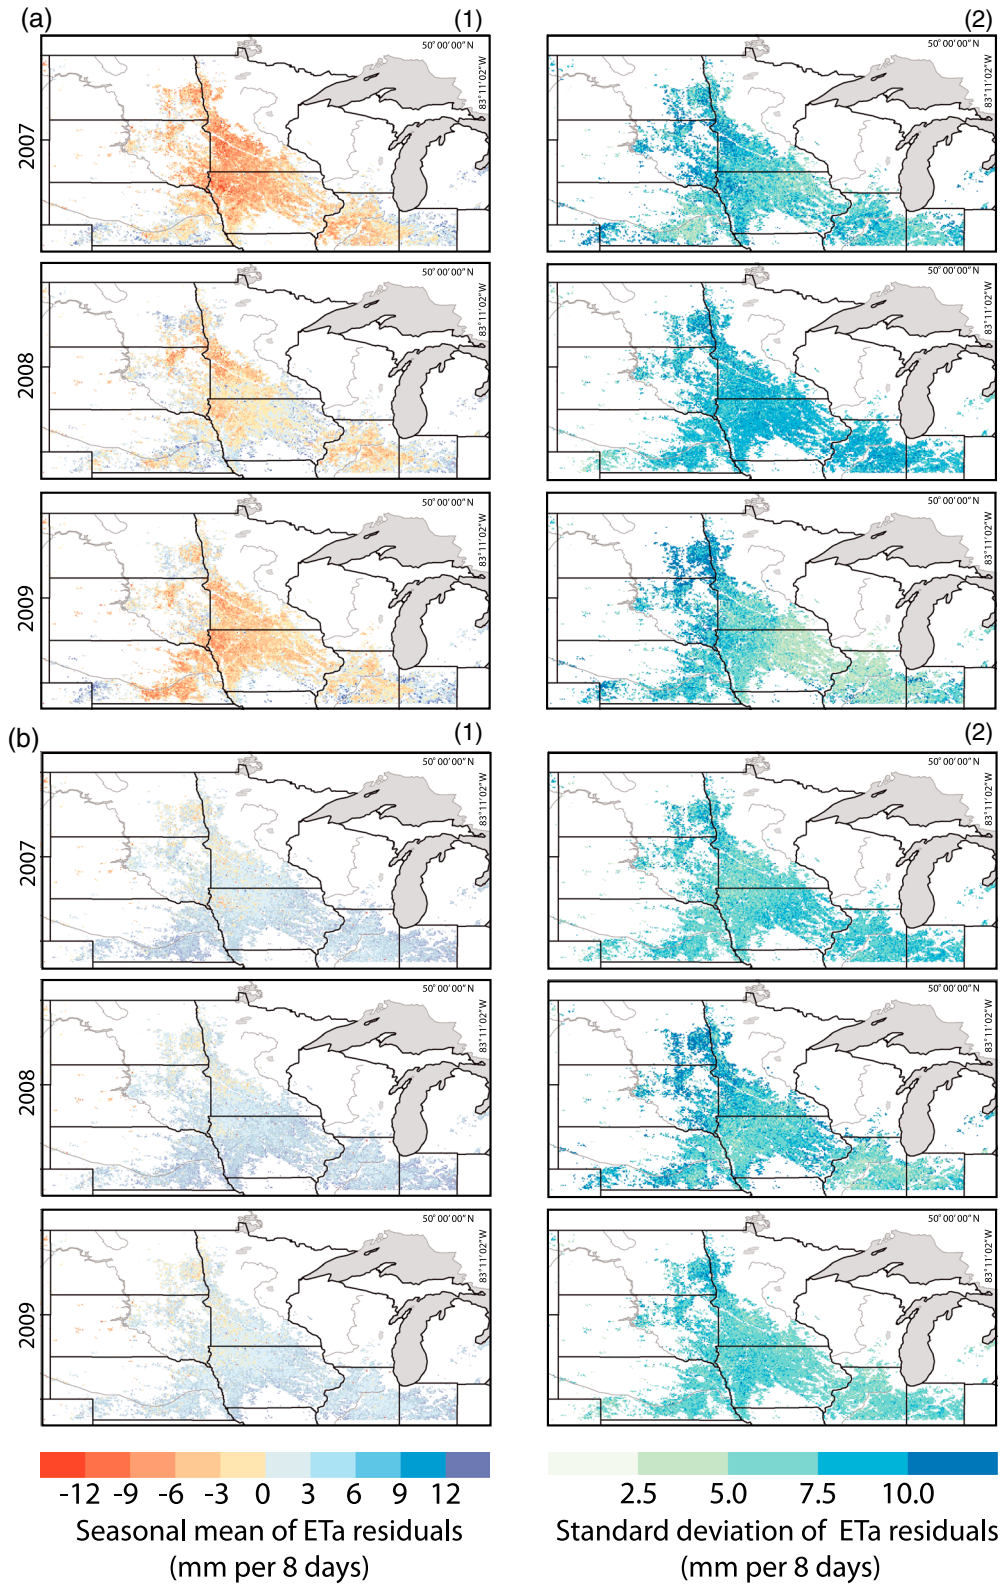 (a)
(1)
(2)
50° 00' 00" N
83° 11' 02" W
50° 00' 00" N
83° 11' 02" W
2007
50° 00' 00" N
83° 11' 02" W
50° 00' 00" N
83° 11' 02" W
2008
50° 00' 00" N
83° 11' 02" W
50° 00' 00" N
83° 11' 02" W
2009
(b)
(1)
(2)
50° 00' 00" N
83° 11' 02" W
50° 00' 00" N
83° 11' 02" W
2007
50° 00' 00" N
83° 11' 02" W
50° 00' 00" N
83° 11' 02" W
2008
50° 00' 00" N
83° 11' 02" W
50° 00' 00" N
83° 11' 02" W
2009
-12 -9 -6 -3 0 3 6 9 12
Seasonal mean of ETa residuals
(mm per 8 days)
2.5 5.0 7.5 10.0
Standard deviation of ETa residuals
(mm per 8 days)